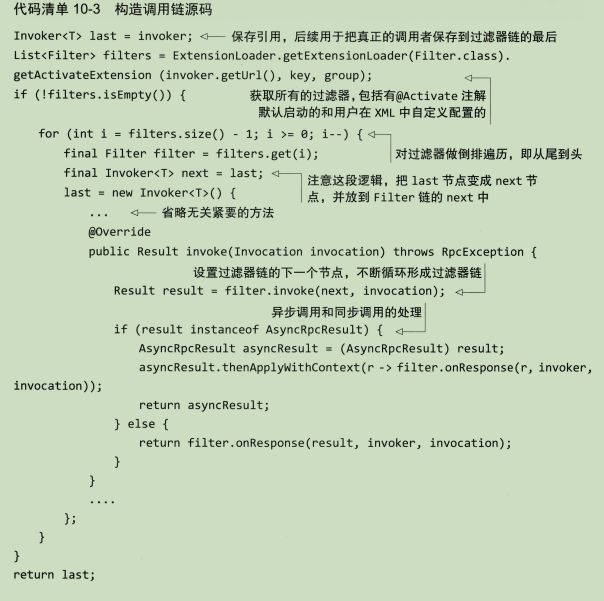 代码清单 10-3 构造调用链源码
Invoker<T> last = invoker; 保存引用，后续用于把真正的调用者保存到过滤器链的最后
List<Filter> filters = ExtensionLoader.getExtensionLoader(Filter.class).
getActivateExtension (invoker.getUrl(), key, group);
if (!filters.isEmpty()) { 获取所有的过滤器，包括有@Activate 注解
默认启动的和用户在 XML 中自定义配置的
for (int i = filters.size() - 1; i >= 0; i--) {
final Filter filter = filters.get(i); 对过滤器做倒排遍历，即从尾到头
final Invoker<T> next = last; 注意这段逻辑，把 last 节点变成 next 节
last = new Invoker<T>() { 点，并放到 Filter 链的 next 中
... 省略无关紧要的方法
@Override
public Result invoke(Invocation invocation) throws RpcException {
设置过滤器链的下一个节点，不断循环形成过滤器链
Result result = filter.invoke(next, invocation);
异步调用和同步调用的处理
if (result instanceof AsyncRpcResult) {
AsyncRpcResult asyncResult = (AsyncRpcResult) result;
asyncResult.thenApplyWithContext(r -> filter.onResponse(r, invoker,
invocation));
return asyncResult;
} else {
return filter.onResponse(result, invoker, invocation);
}
}
....
};
}
}
return last;